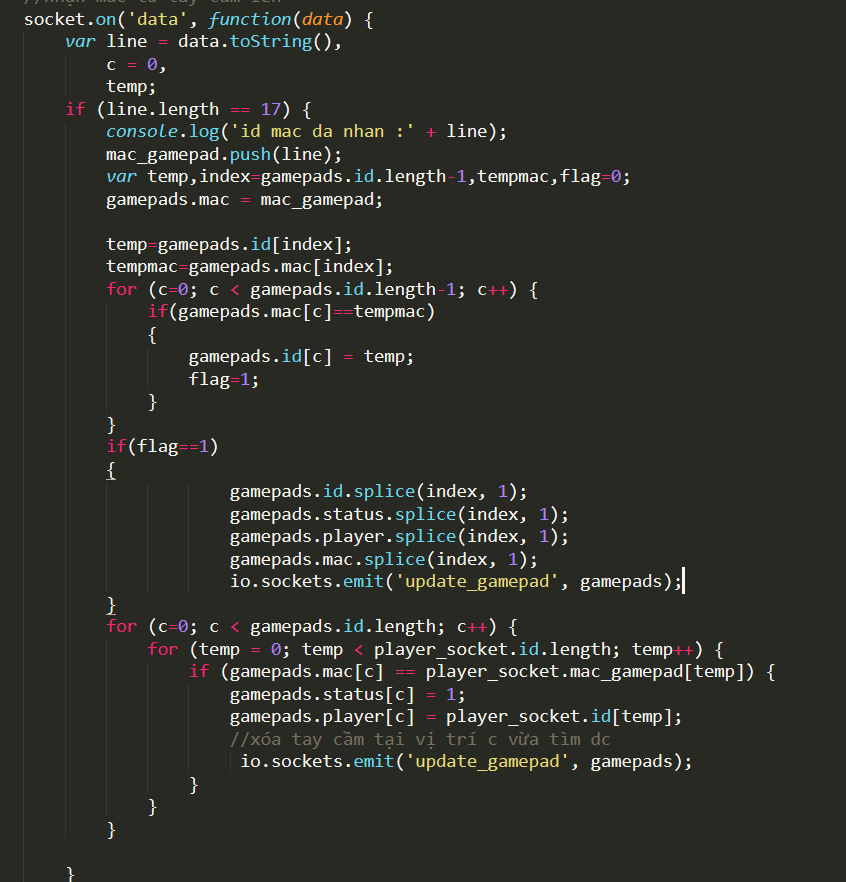 socket.on('data', function(data) {
var line = data.toString(),
c = 0,
temp;
if (line.length == 17) {
console.log('id mac da nhan :' + line);
mac_gamepad.push(line);
var temp,index=gamepads.id.length-1,tempmac,flag=0;
gamepads.mac = mac_gamepad;
temp=gamepads.id[index];
tempmac=gamepads.mac[index];
for (c=0; c < gamepads.id.length-1; c++) {
if(gamepads.mac[c]==tempmac)
{
gamepads.id[c] = temp;
flag=1;
}
}
if(flag==1)
{
gamepads.id.splice(index, 1);
gamepads.status.splice(index, 1);
gamepads.player.splice(index, 1);
gamepads.mac.splice(index, 1);
io.sockets.emit('update_gamepad', gamepads);
}
for (c=0; c < gamepads.id.length; c++) {
for (temp = 0; temp < player_socket.id.length; temp++) {
if (gamepads.mac[c] == player_socket.mac_gamepad[temp]) {
gamepads.status[c] = 1;
gamepads.player[c] = player_socket.id[temp];
//xóa tay cầm tại vị trí c vừa tìm dc
io.sockets.emit('update_gamepad', gamepads);
}
}
}
}